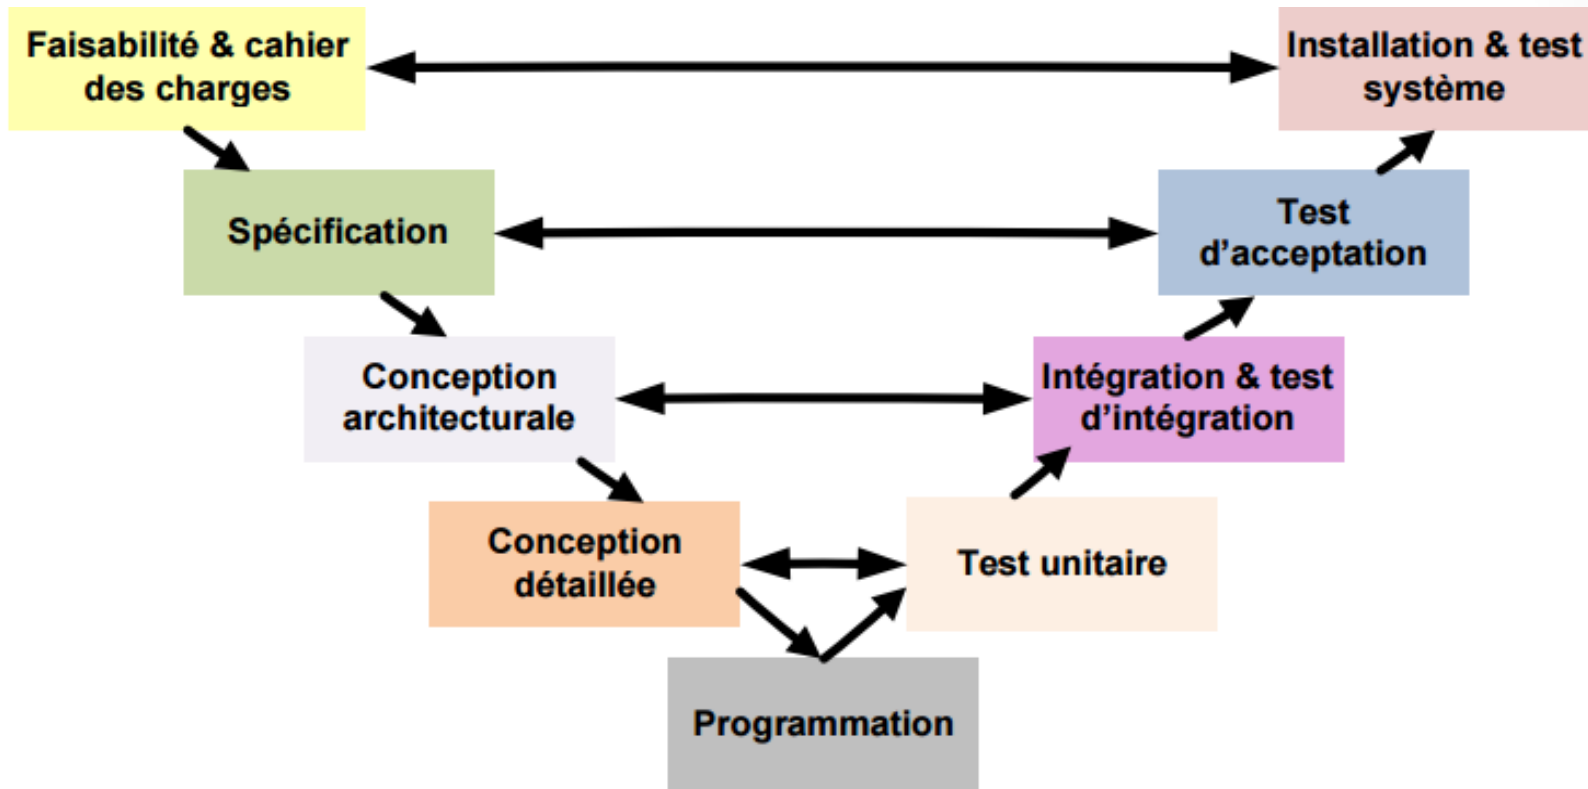 Faisabilité & cahier
des charges
Installation & test
système
Spécification
Test
d’acceptation
Conception
architecturale
Intégration & test
d’intégration
Conception
détaillée
Test unitaire
Programmation